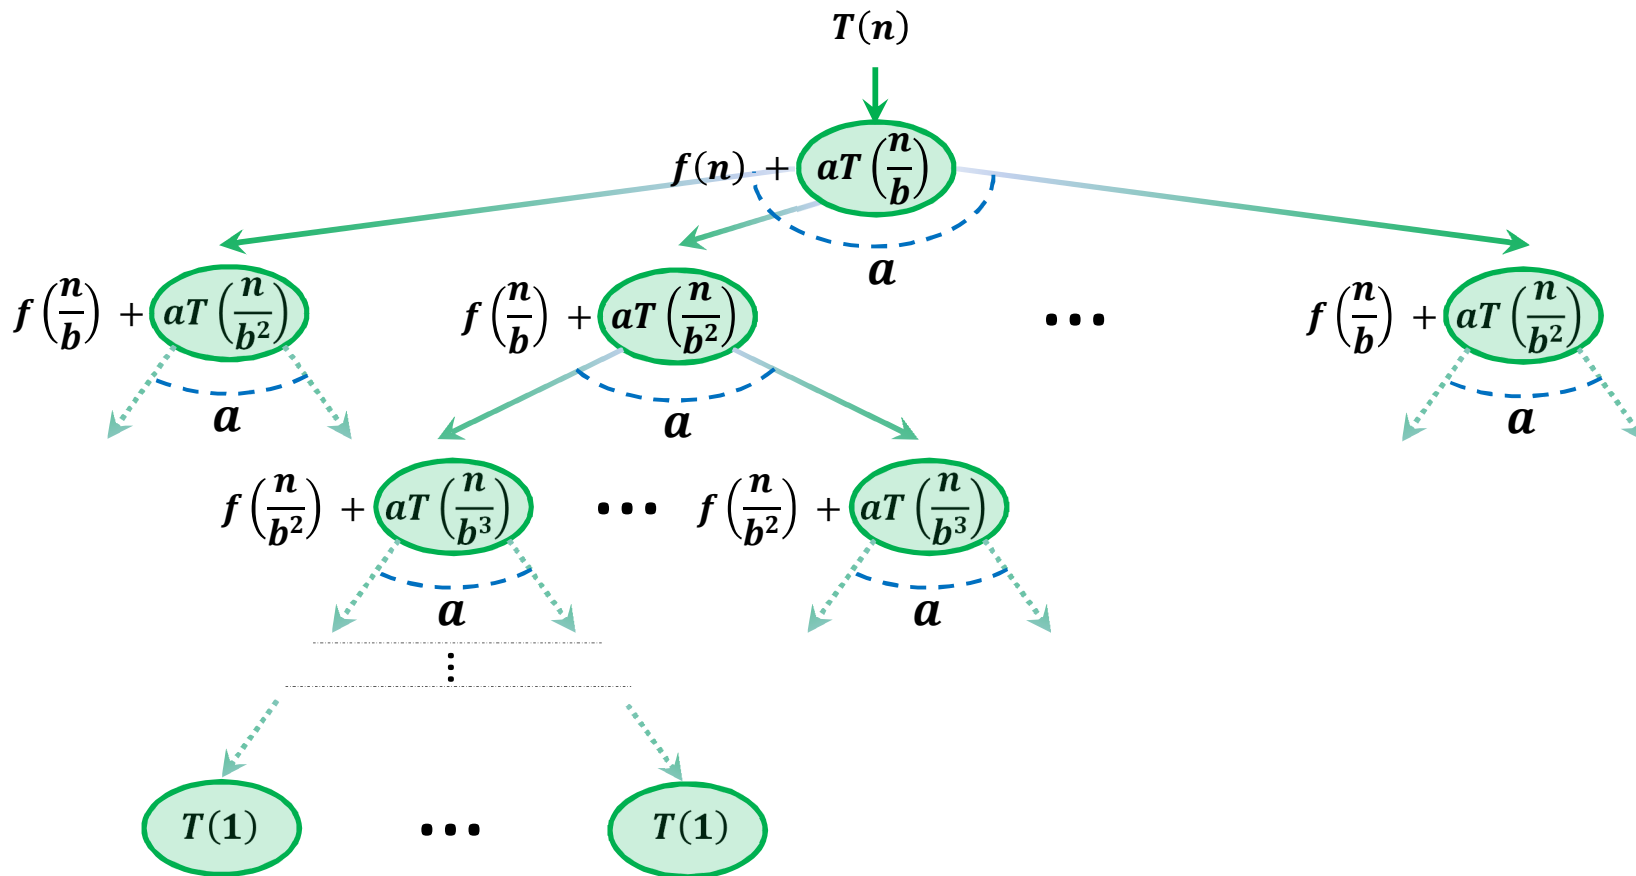 T(n)
f(n) + aT(n/b)
a
f(n/b) + aT(n/b²) f(n/b) + aT(n/b²) ... f(n/b) + aT(n/b²)
a a a
f(n/b²) + aT(n/b³) ... f(n/b²) + aT(n/b³)
a a
⋮
T(1) ... T(1)